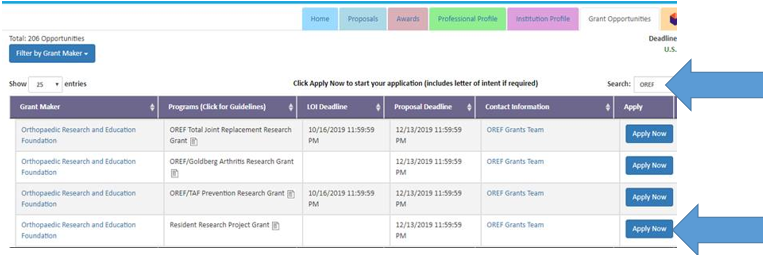 Home Proposals Awards Professional Profile Institution Profile Grant Opportunities
Total: 206 Opportunities Deadline
Filter by Grant Maker U.S.
Show 25 entries Click Apply Now to start your application (includes letter of intent if required) Search: OREF
Grant Maker Programs (Click for Guidelines) LOI Deadline Proposal Deadline Contact Information Apply
Orthopaedic Research and Education OREF Total Joint Replacement Research 10/16/2019 11:59:59 12/13/2019 11:59:59 OREF Grants Team Apply Now
Foundation Grant PM PM
Orthopaedic Research and Education OREF/Goldberg Arthritis Research Grant 12/13/2019 11:59:59 OREF Grants Team Apply Now
Foundation PM
Orthopaedic Research and Education OREF/TAF Prevention Research Grant 10/16/2019 11:59:59 12/13/2019 11:59:59 OREF Grants Team Apply Now
Foundation PM PM
Orthopaedic Research and Education Resident Research Project Grant 12/13/2019 11:59:59 OREF Grants Team Apply Now
Foundation PM